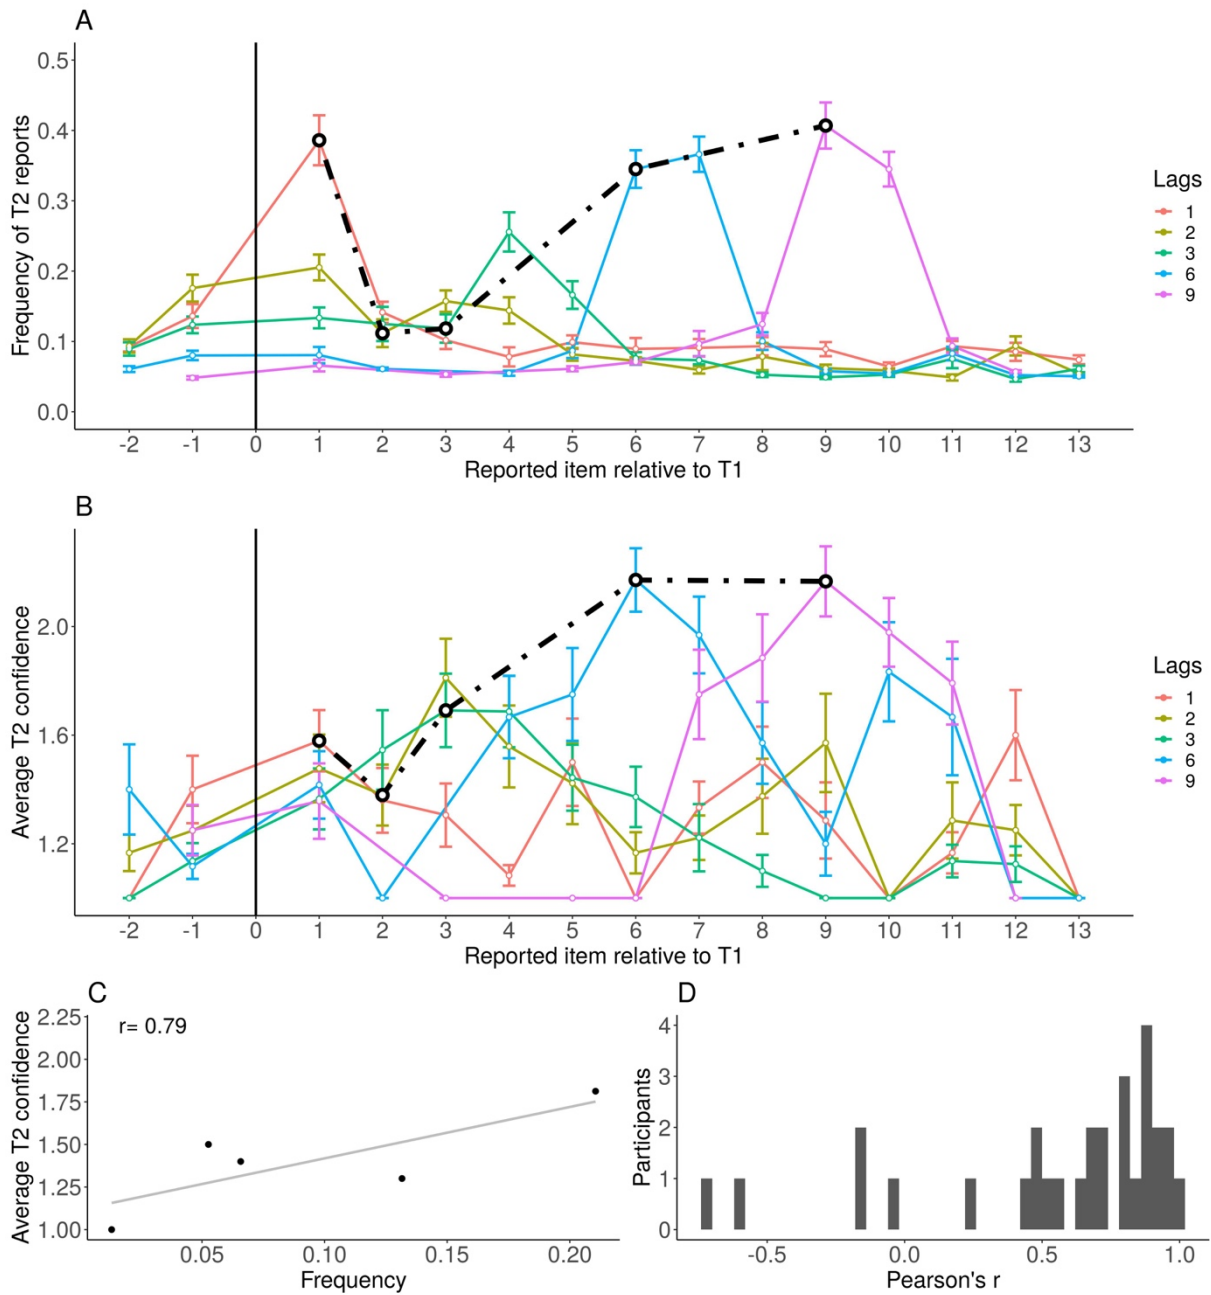 A
Frequency of T2 reports
0.5
0.4
0.3
0.2
0.1
0.0
-2 -1 0 1 2 3 4 5 6 7 8 9 10 11 12 13
Reported item relative to T1
Lags
1
2
3
6
9
B
Average T2 confidence
2.0
1.6
1.2
-2 -1 0 1 2 3 4 5 6 7 8 9 10 11 12 13
Reported item relative to T1
Lags
1
2
3
6
9
C
Average T2 confidence
2.25
2.00
1.75
1.50
1.25
1.00
r= 0.79
0.05 0.10 0.15 0.20
Frequency
D
Participants
4
3
2
1
0
-0.5 0.0 0.5 1.0
Pearson's r